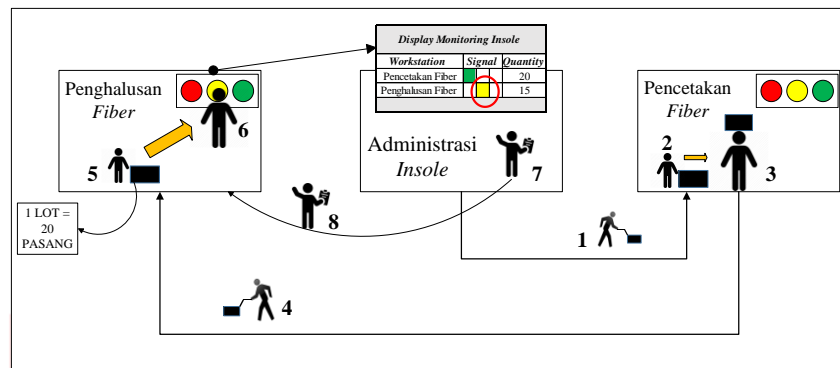 Display Monitoring Insole
Workstation Signal Quantity
Pencetakan Fiber 20
Penghalusan Fiber 15
Penghalusan
Fiber
6
5
1 LOT =
20
PASANG
Administrasi
Insole
7
8
Pencetakan
Fiber
2
3
1
4